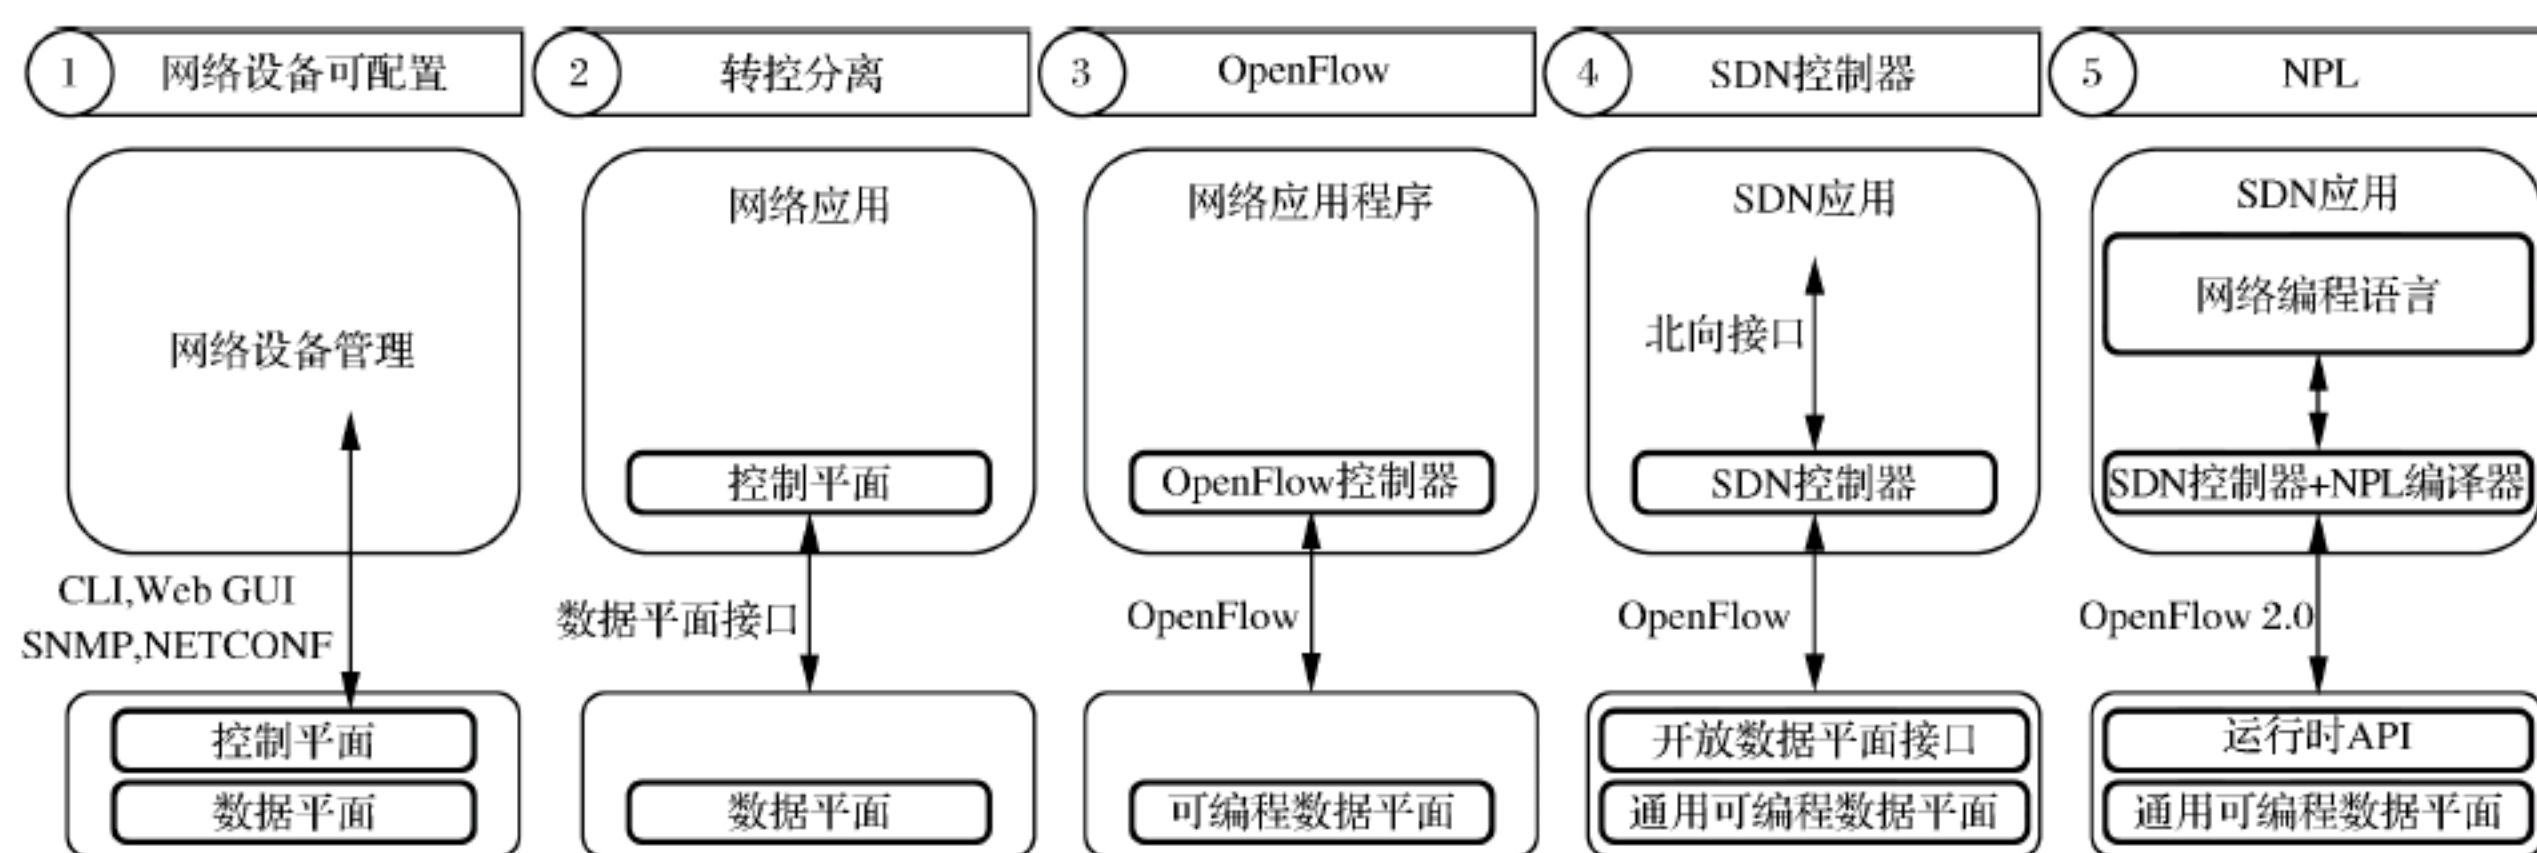 1 网络设备可配置
网络设备管理
CLI,Web GUI
SNMP,NETCONF
控制平面
数据平面
2 转控分离
网络应用
控制平面
数据平面接口
数据平面
3 OpenFlow
网络应用程序
OpenFlow控制器
OpenFlow
可编程数据平面
4 SDN控制器
SDN应用
北向接口
SDN控制器
OpenFlow
开放数据平面接口
通用可编程数据平面
5 NPL
SDN应用
网络编程语言
SDN控制器+NPL编译器
OpenFlow 2.0
运行时API
通用可编程数据平面